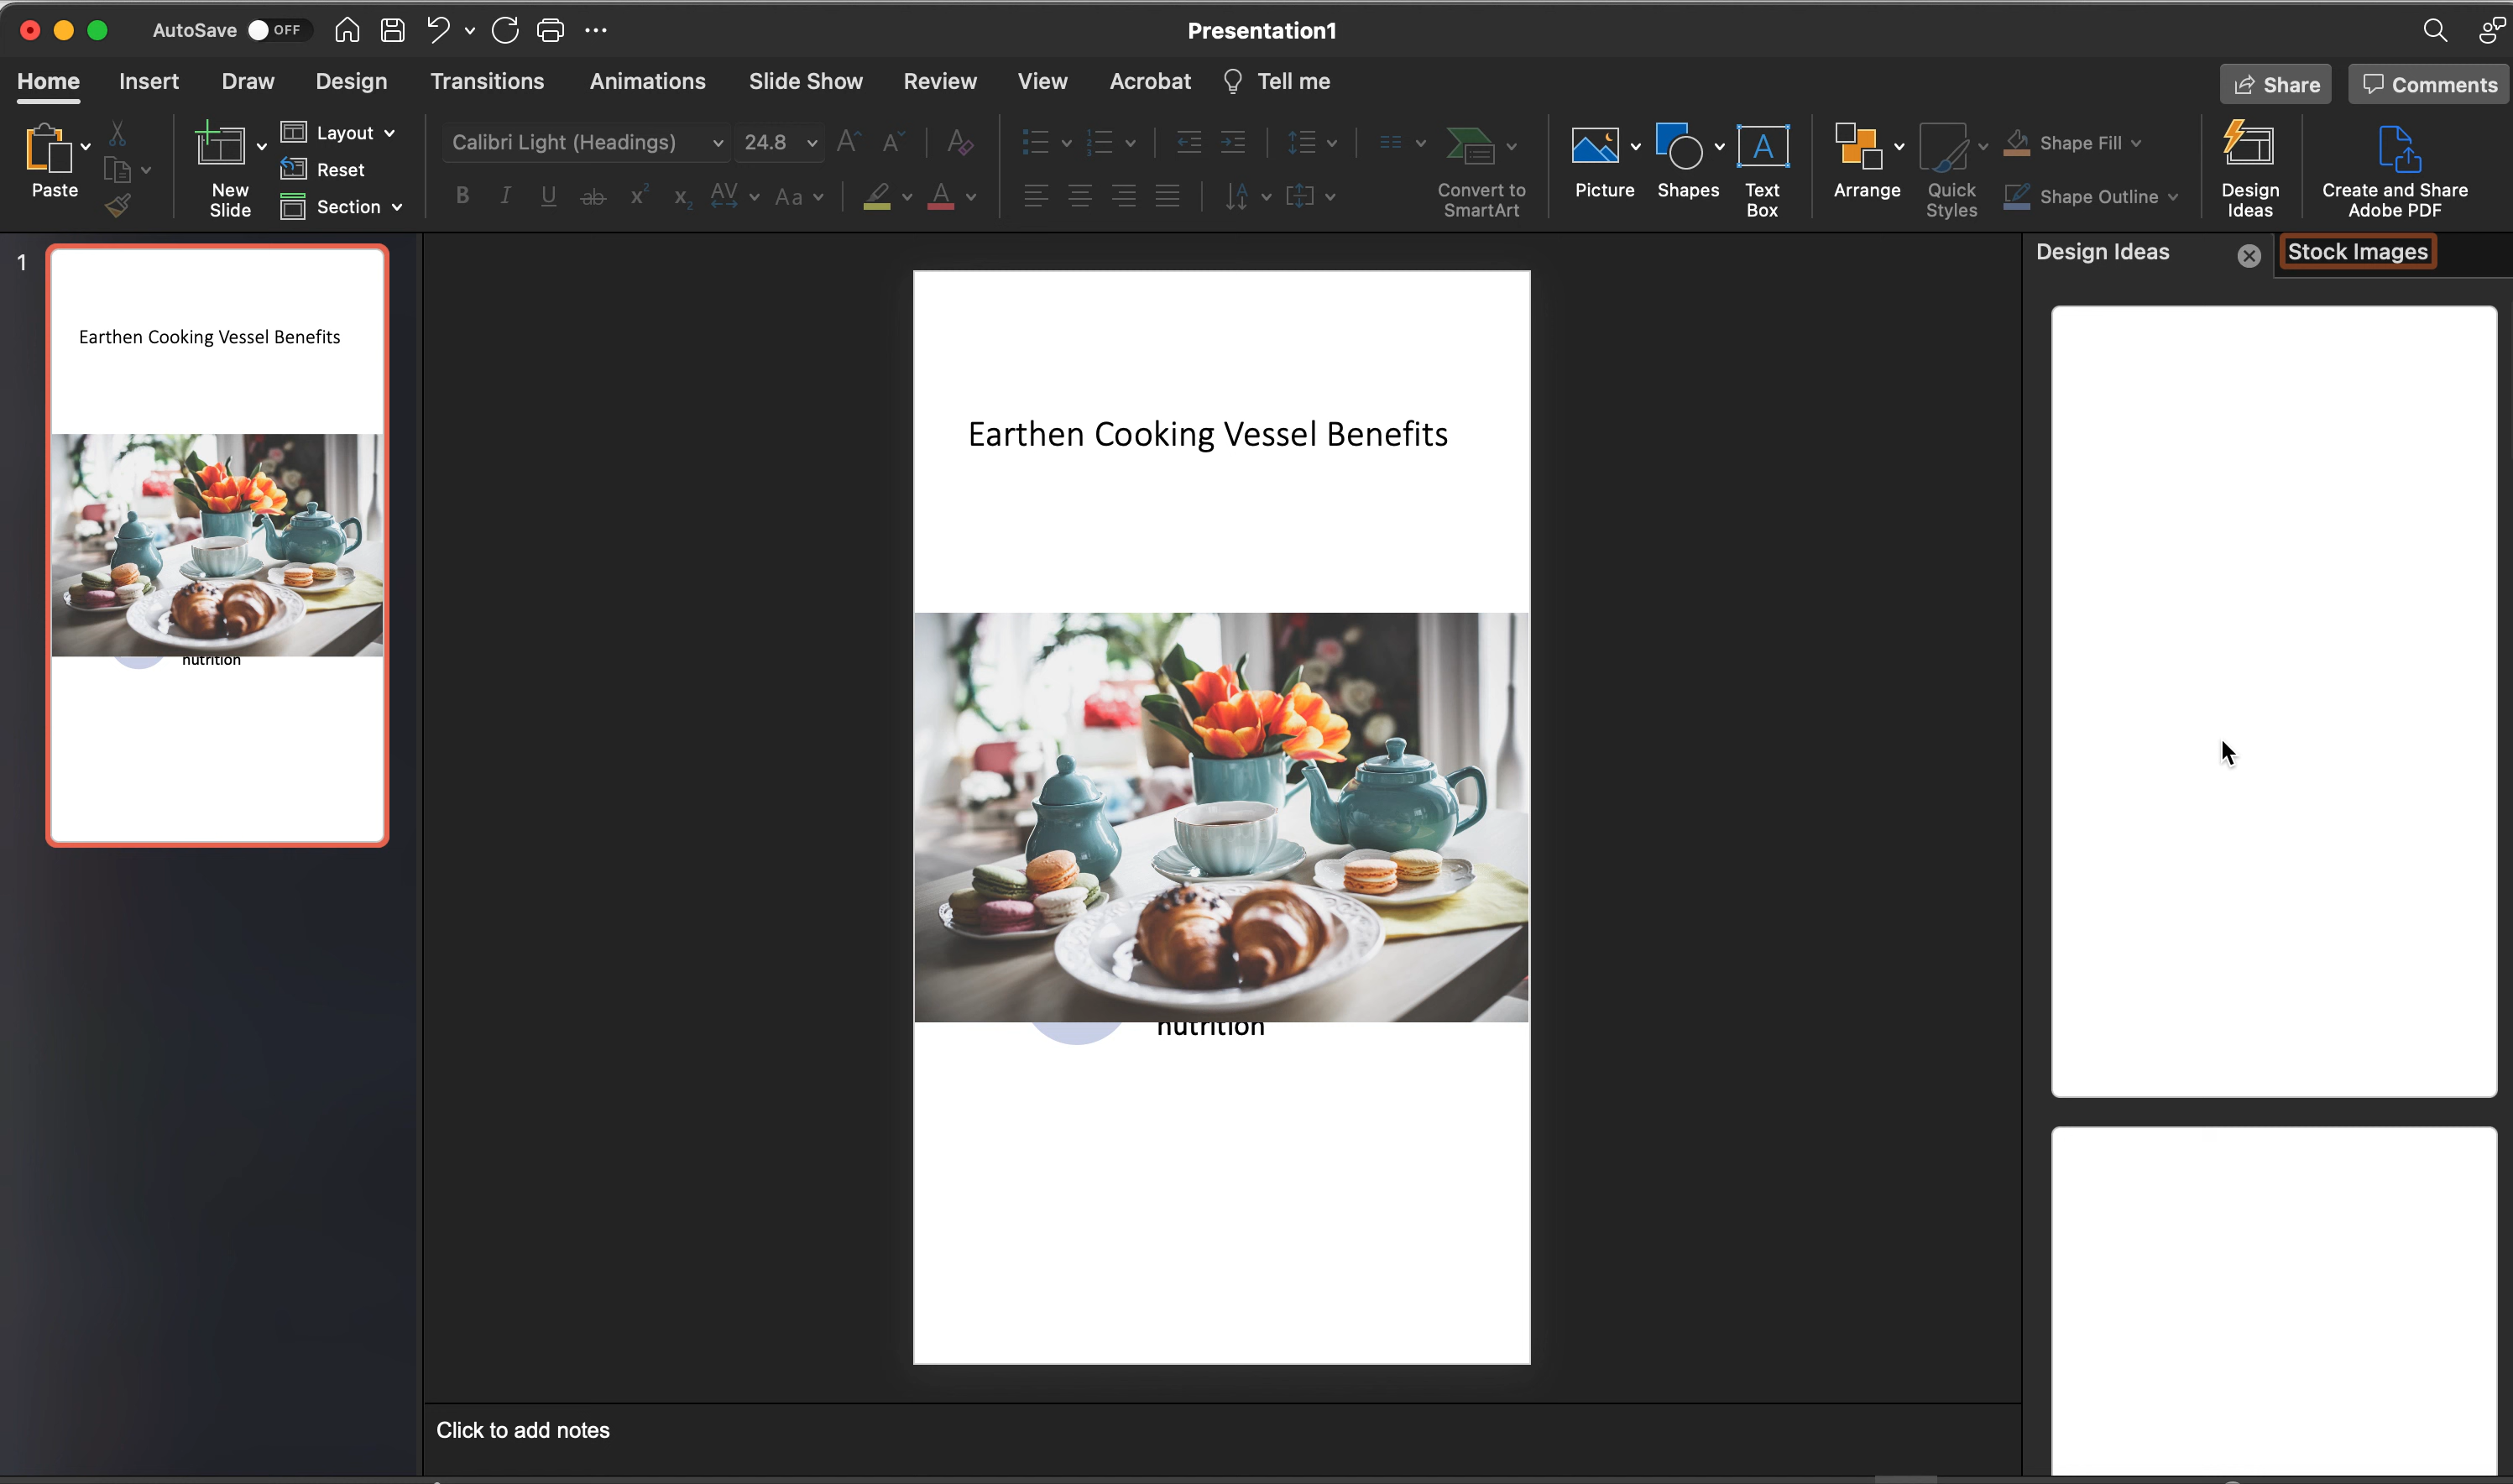 AutoSave OFF
Presentation1
Home Insert Draw Design Transitions Animations Slide Show Review View Acrobat Tell me
Share Comments
Paste
New Slide
Layout
Reset
Section
Calibri Light (Headings) 24.8
Convert to SmartArt
Picture
Shapes
Text Box
Arrange
Quick Styles
Shape Fill
Shape Outline
Design Ideas
Create and Share Adobe PDF
1
Earthen Cooking Vessel Benefits
nutrition
Earthen Cooking Vessel Benefits
nutrition
Design Ideas
Stock Images
Click to add notes